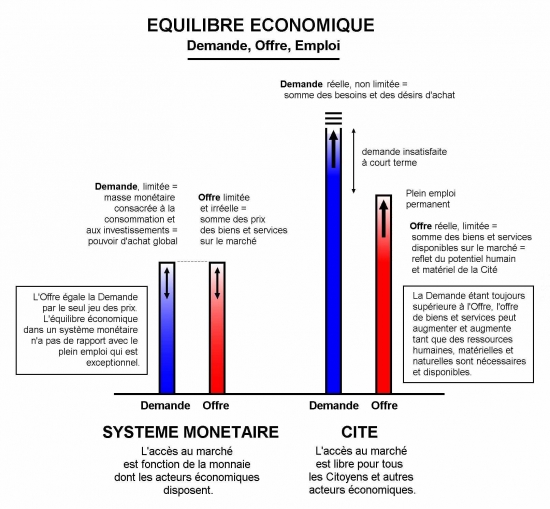 EQUILIBRE ECONOMIQUE
Demande, Offre, Emploi
Demande réelle, non limitée =
somme des besoins et des désirs d'achat
demande insatisfaite
à court terme
Demande, limitée =
masse monétaire
consacrée à la
consommation et
aux investissements =
pouvoir d'achat global
Offre limitée
et irréelle =
somme des prix
des biens et services
sur le marché
Plein emploi
permanent
Offre réelle, limitée =
somme des biens et services
disponibles sur le marché =
reflet du potentiel humain
et matériel de la Cité
L'Offre égale la Demande
par le seul jeu des prix.
L'équilibre économique
dans un système monétaire
n'a pas de rapport avec le
plein emploi qui est
exceptionnel.
La Demande étant toujours
supérieure à l'Offre, l'offre
de biens et services peut
augmenter et augmente
tant que des ressources
humaines, matérielles et
naturelles sont nécessaires
et disponibles.
Demande Offre
Demande Offre
SYSTEME MONETAIRE
L'accès au marché
est fonction de la monnaie
dont les acteurs économiques
disposent.
CITE
L'accès au marché
est libre pour tous
les Citoyens et autres
acteurs économiques.